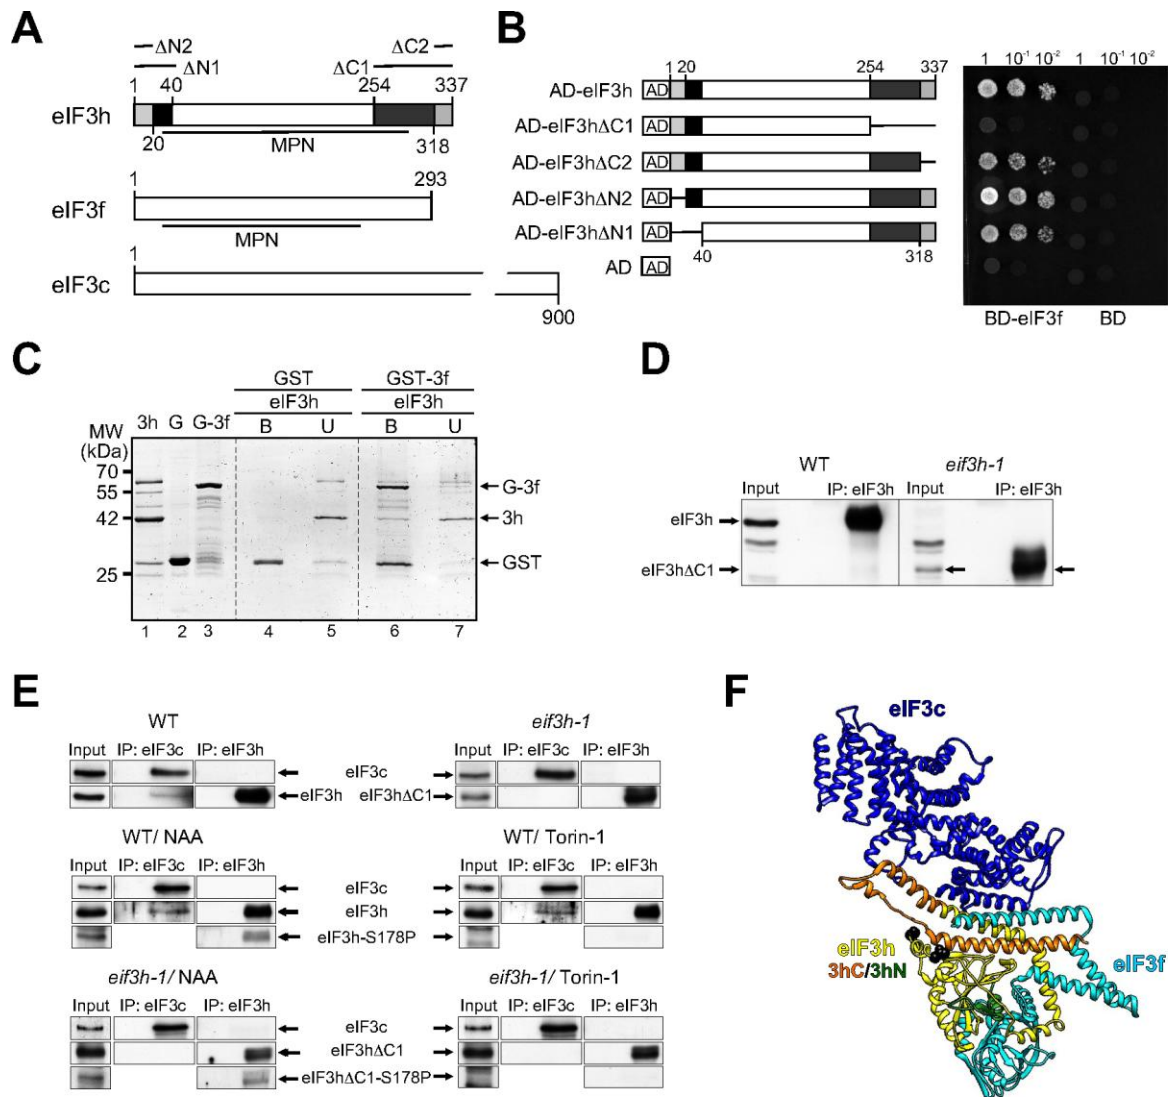 A
ΔN2 ΔC2
ΔN1 ΔC1
1 40 254 337
eIF3h
20 MPN 318
1 293
eIF3f
MPN
1
eIF3c
900
B
1 20 254 337
1 10⁻¹ 10⁻² 1 10⁻¹ 10⁻²
AD-eIF3h AD
AD-eIF3hΔC1 AD
AD-eIF3hΔC2 AD
AD-eIF3hΔN2 AD
AD-eIF3hΔN1 AD
40 318
AD AD
BD-eIF3f BD
C
GST GST-3f
eIF3h eIF3h
3h G G-3f B U B U
MW
(kDa)
70
55
42
25
G-3f
3h
GST
1 2 3 4 5 6 7
D
WT eif3h-1
Input IP: eIF3h Input IP: eIF3h
eIF3h
eIF3hΔC1
E
WT eif3h-1
Input IP: eIF3c IP: eIF3h Input IP: eIF3c IP: eIF3h
eIF3c
eIF3h eIF3hΔC1
WT/ NAA WT/ Torin-1
Input IP: eIF3c IP: eIF3h Input IP: eIF3c IP: eIF3h
eIF3c
eIF3h
eIF3h-S178P
eif3h-1/ NAA eif3h-1/ Torin-1
Input IP: eIF3c IP: eIF3h Input IP: eIF3c IP: eIF3h
eIF3c
eIF3hΔC1
eIF3hΔC1-S178P
F
eIF3c
eIF3h
3hC/3hN
eIF3f